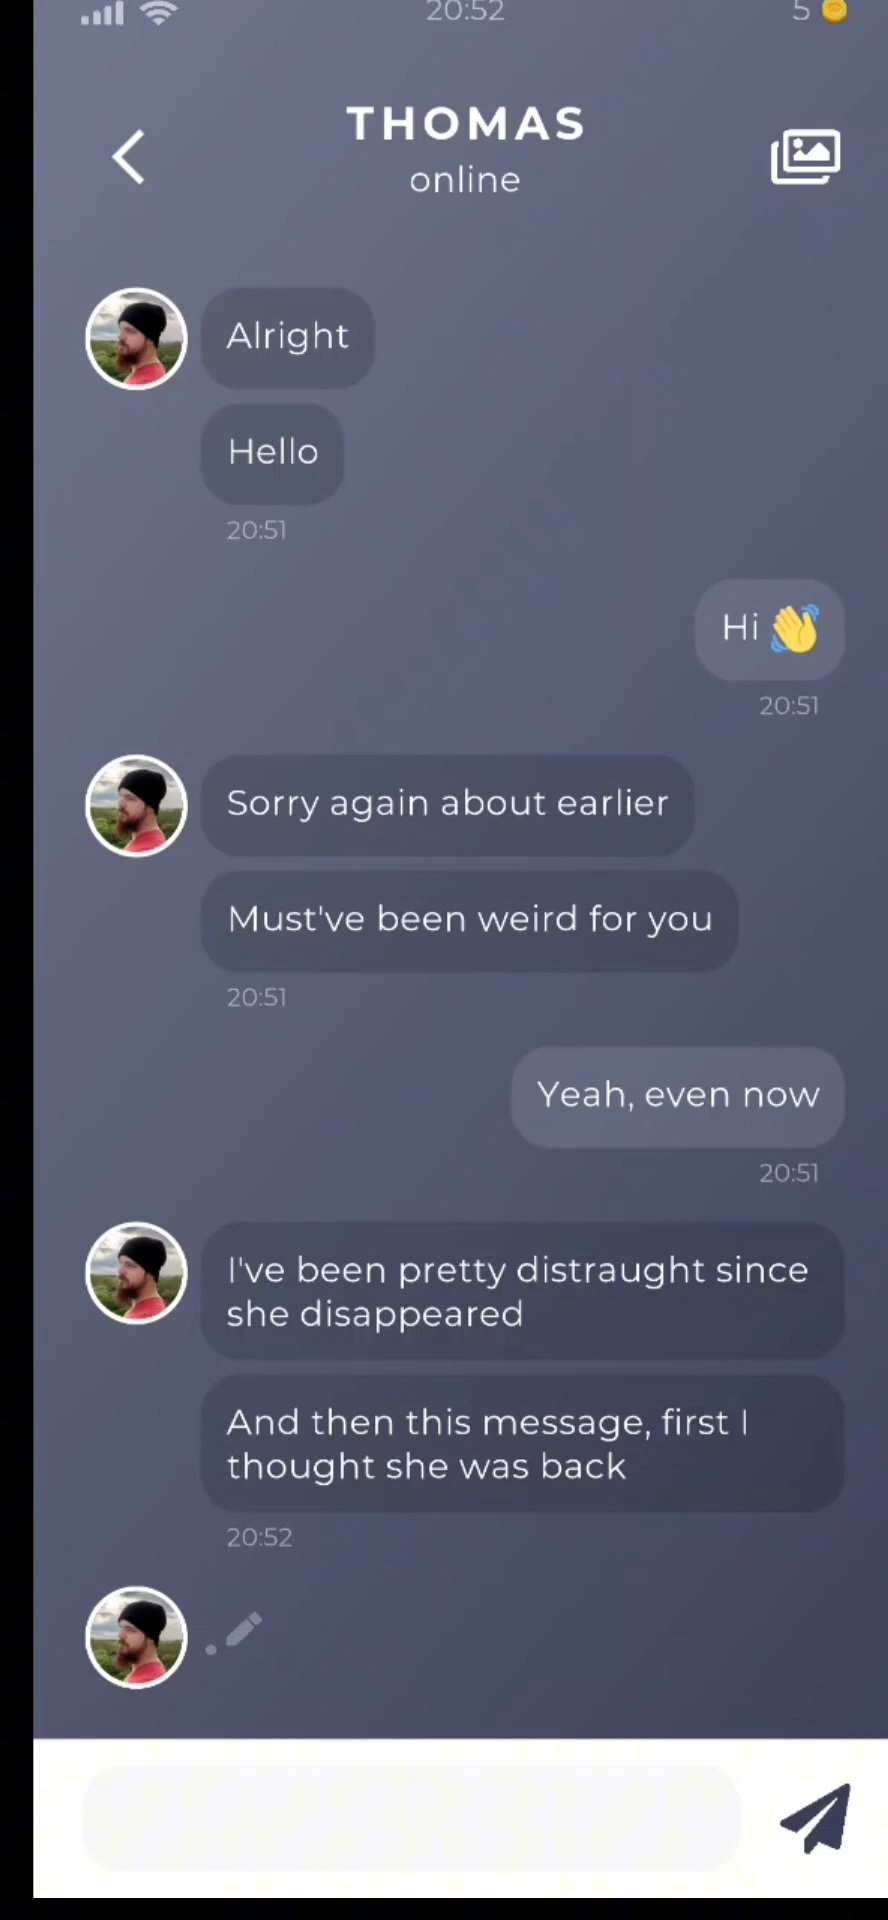 20:52
5
THOMAS
online
Alright
Hello
20:51
Hi 👋
20:51
Sorry again about earlier
Must've been weird for you
20:51
Yeah, even now
20:51
I've been pretty distraught since
she disappeared
And then this message, first I
thought she was back
20:52